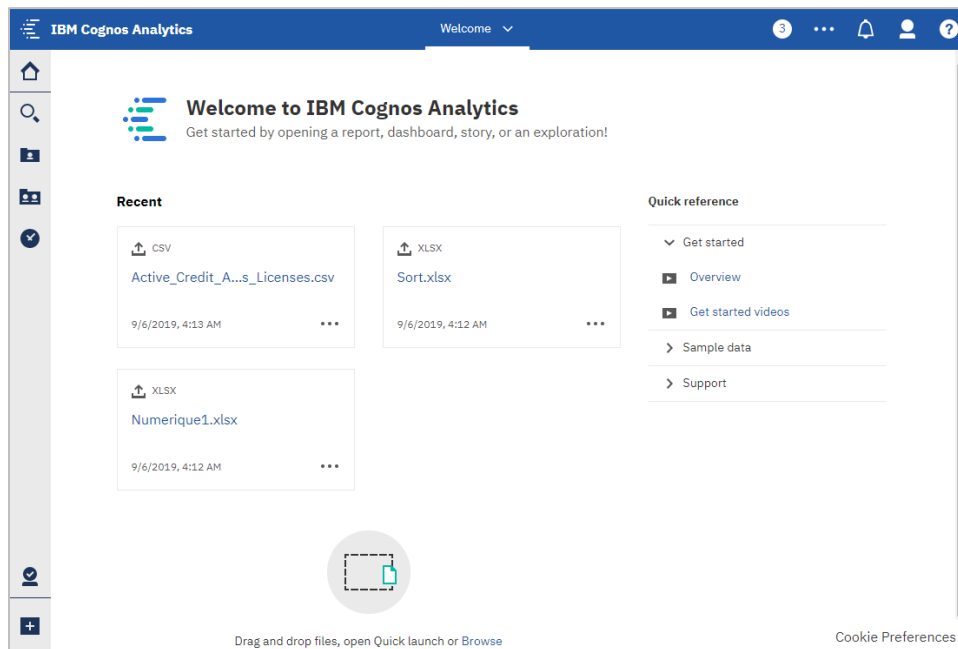 IBM Cognos Analytics
Welcome
3
?
Welcome to IBM Cognos Analytics
Get started by opening a report, dashboard, story, or an exploration!
Recent
CSV
Active_Credit_A...s_Licenses.csv
9/6/2019, 4:13 AM
XLSX
Sort.xlsx
9/6/2019, 4:12 AM
XLSX
Numerique1.xlsx
9/6/2019, 4:12 AM
Quick reference
Get started
Overview
Get started videos
Sample data
Support
Drag and drop files, open Quick launch or Browse
Cookie Preferences